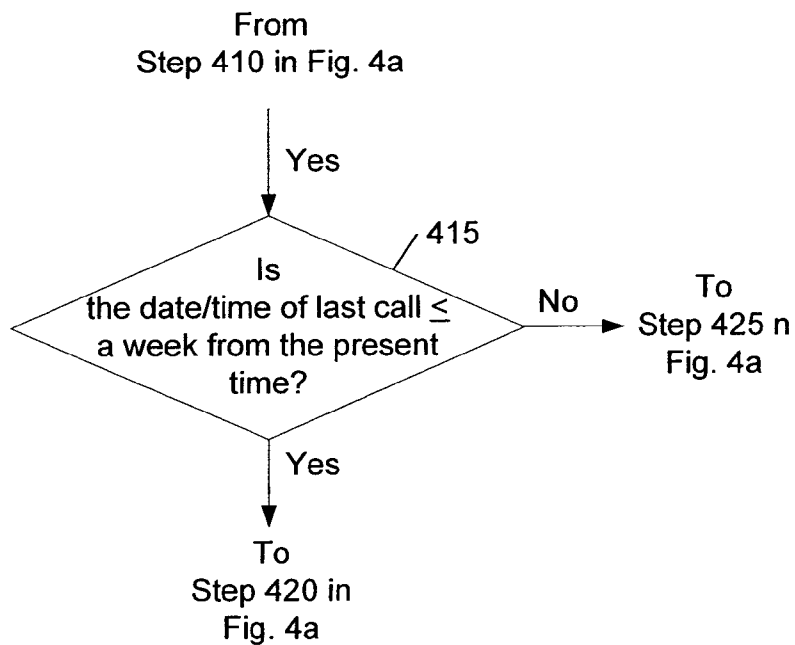 From
Step 410 in Fig. 4a
Yes
415
Is
the date/time of last call ≤
a week from the present
time?
No
To
Step 425 n
Fig. 4a
Yes
To
Step 420 in
Fig. 4a